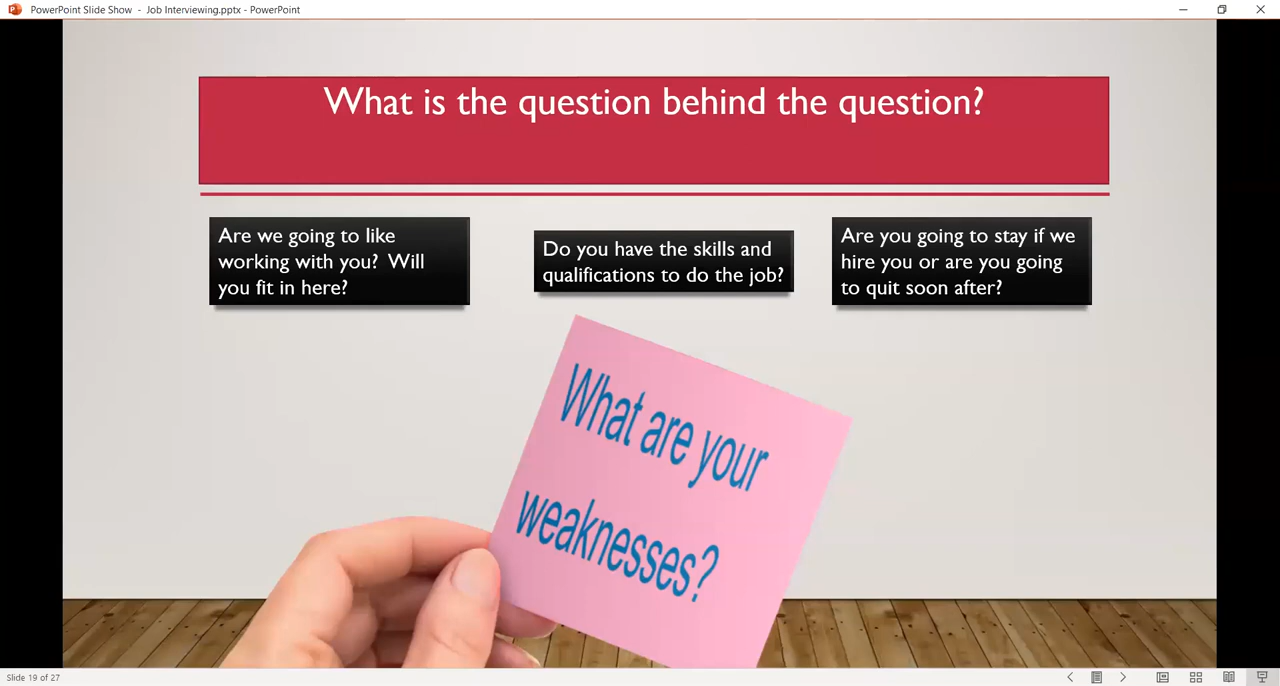 PowerPoint Slide Show - Job Interviewing.pptx - PowerPoint
What is the question behind the question?
Are we going to like
working with you? Will
you fit in here?
Do you have the skills and
qualifications to do the job?
Are you going to stay if we
hire you or are you going
to quit soon after?
What are your
weaknesses?
Slide 19 of 27